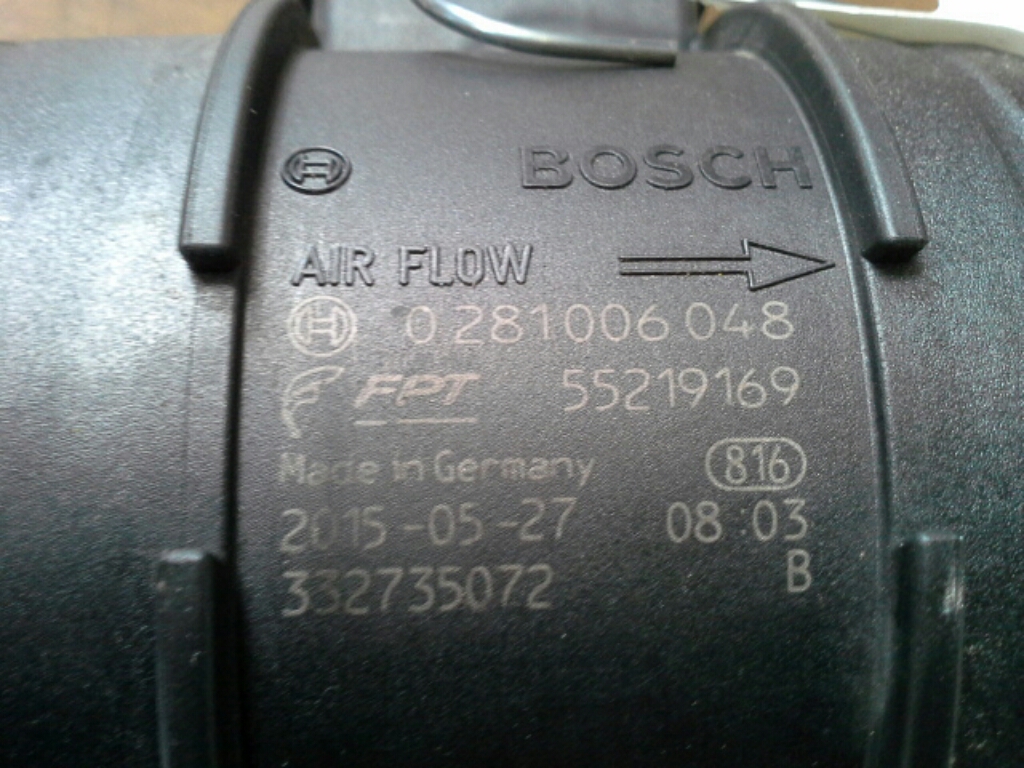 BOSCH
AIR FLOW
0 281 006 048
FPT 55219169
Made in Germany 816
2015-05-27 08:03
332735072 B